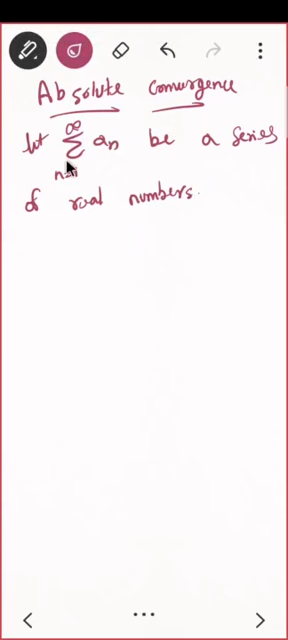 Absolute Convergence
let ∞∑n=1 an be a series
of real numbers.